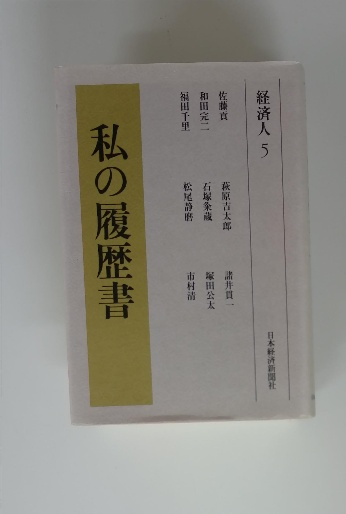 経済人 5
佐藤貢 萩原吉太郎 諸井貫一
和田完二 石塚粂蔵 塚田公太
福田千里 松尾静磨 市村清
私の履歴書
日本経済新聞社